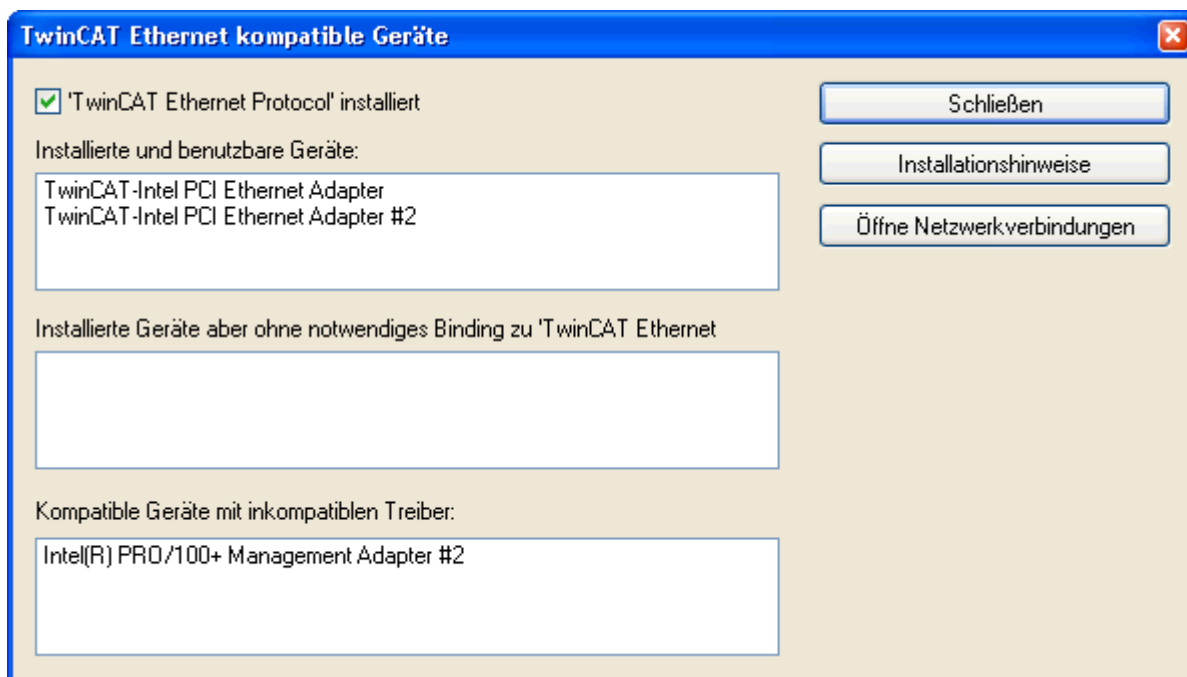 TwinCAT Ethernet kompatible Geräte
'TwinCAT Ethernet Protocol' installiert
Schließen
Installierte und benutzbare Geräte:
Installationshinweise
TwinCAT-Intel PCI Ethernet Adapter
TwinCAT-Intel PCI Ethernet Adapter #2
Öffne Netzwerkverbindungen
Installierte Geräte aber ohne notwendiges Binding zu 'TwinCAT Ethernet
Kompatible Geräte mit inkompatiblen Treiber:
Intel(R) PRO/100+ Management Adapter #2